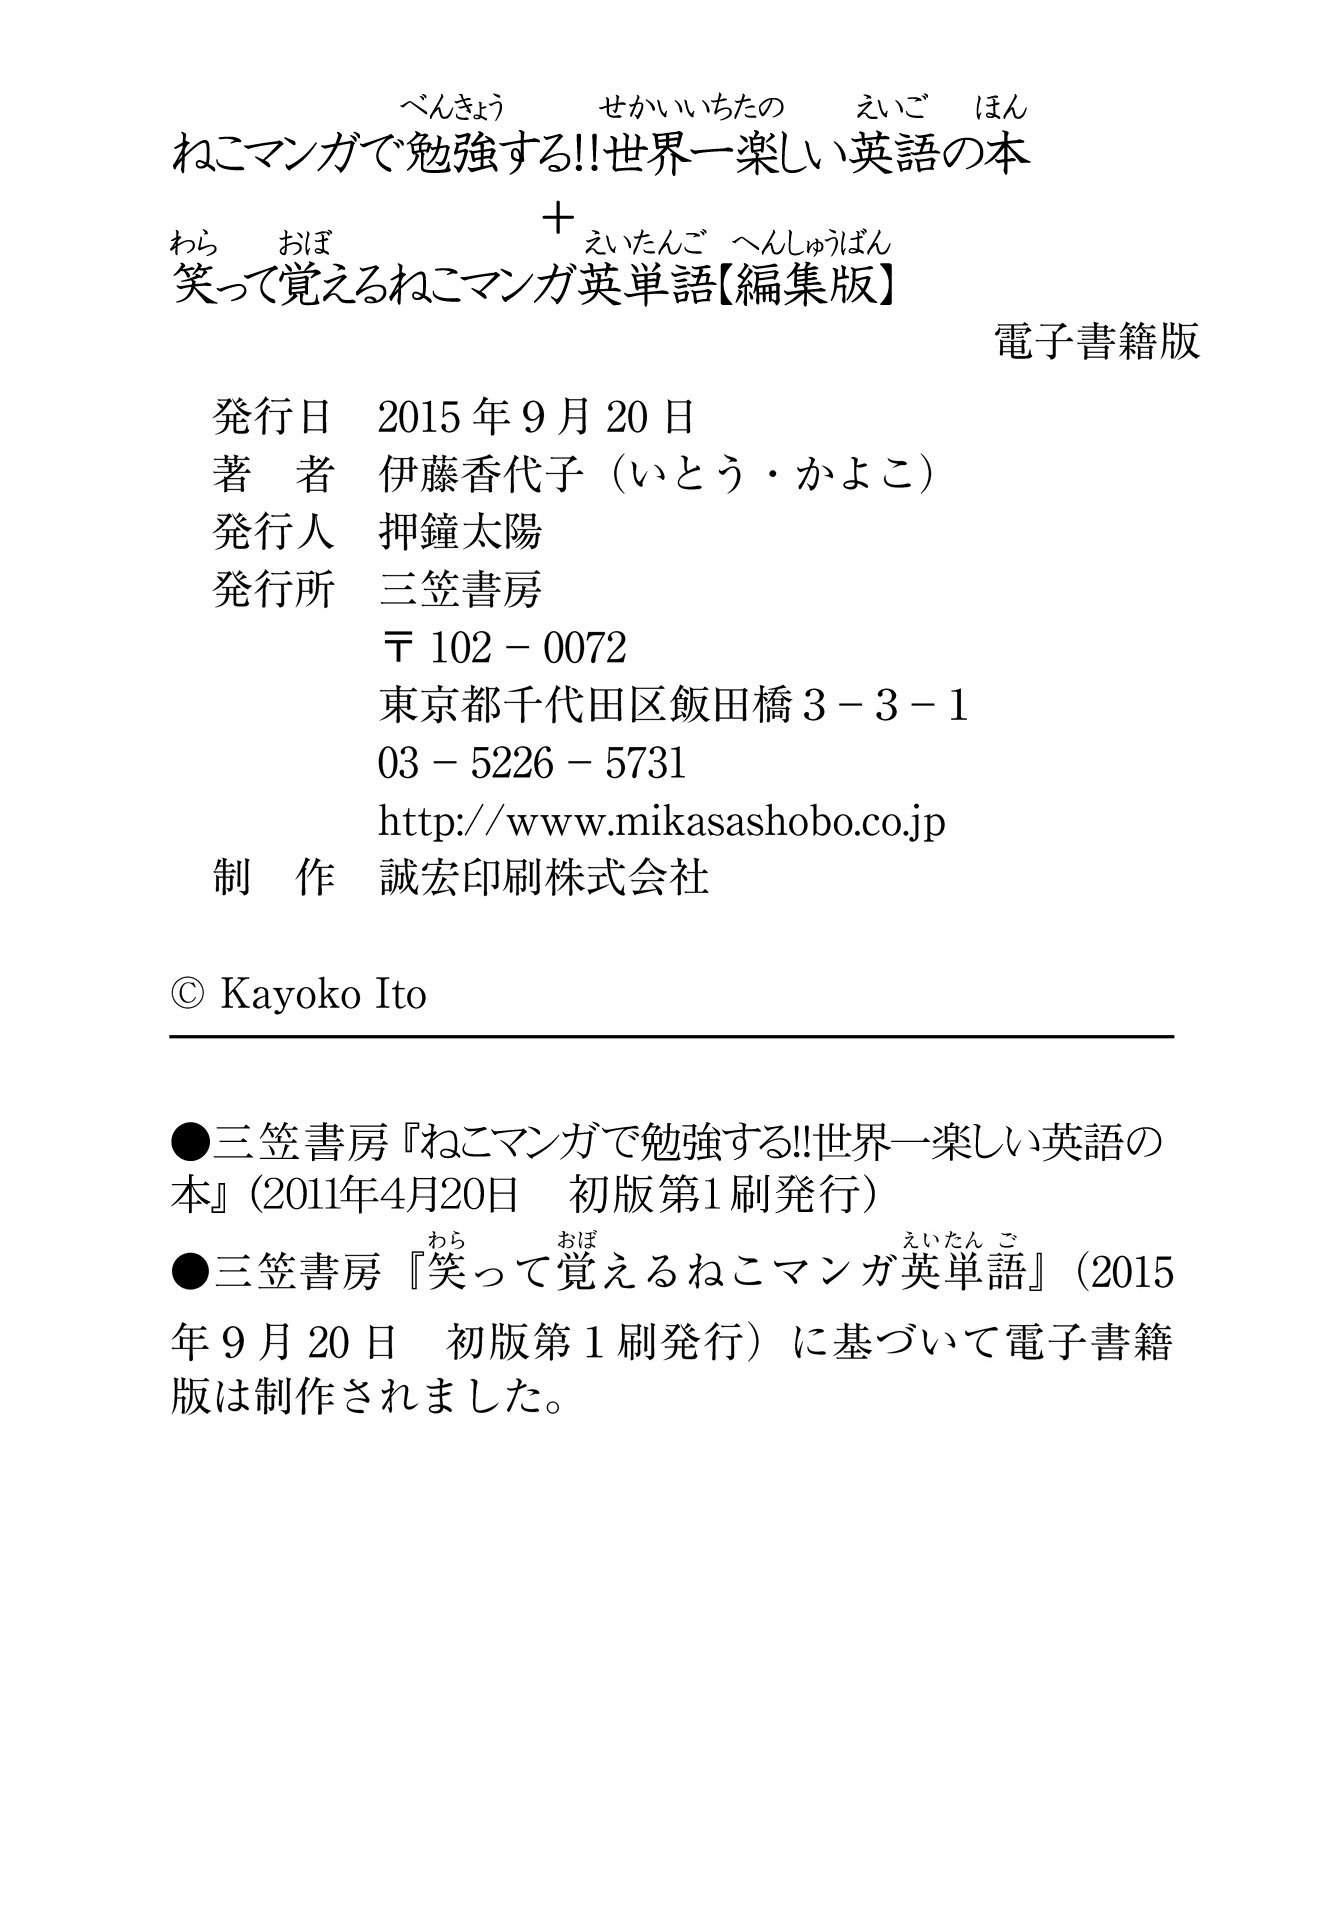 べんきょう せかいいちたの えいご ほん
ねこマンガで勉強する!!世界一楽しい英語の本
＋
わら おぼ えいたんご へんしゅうばん
笑って覚えるねこマンガ英単語【編集版】
電子書籍版
発行日　2015年9月20日
著　者　伊藤香代子（いとう・かよこ）
発行人　押鐘太陽
発行所　三笠書房
〒102－0072
東京都千代田区飯田橋３－３－１
03－5226－5731
http://www.mikasashobo.co.jp
制　作　誠宏印刷株式会社
© Kayoko Ito
●三笠書房『ねこマンガで勉強する!!世界一楽しい英語の
本』（2011年4月20日　初版第1刷発行）
わら おぼ えいたん ご
●三笠書房『笑って覚えるねこマンガ英単語』（2015
年９月20日　初版第１刷発行）に基づいて電子書籍
版は制作されました。